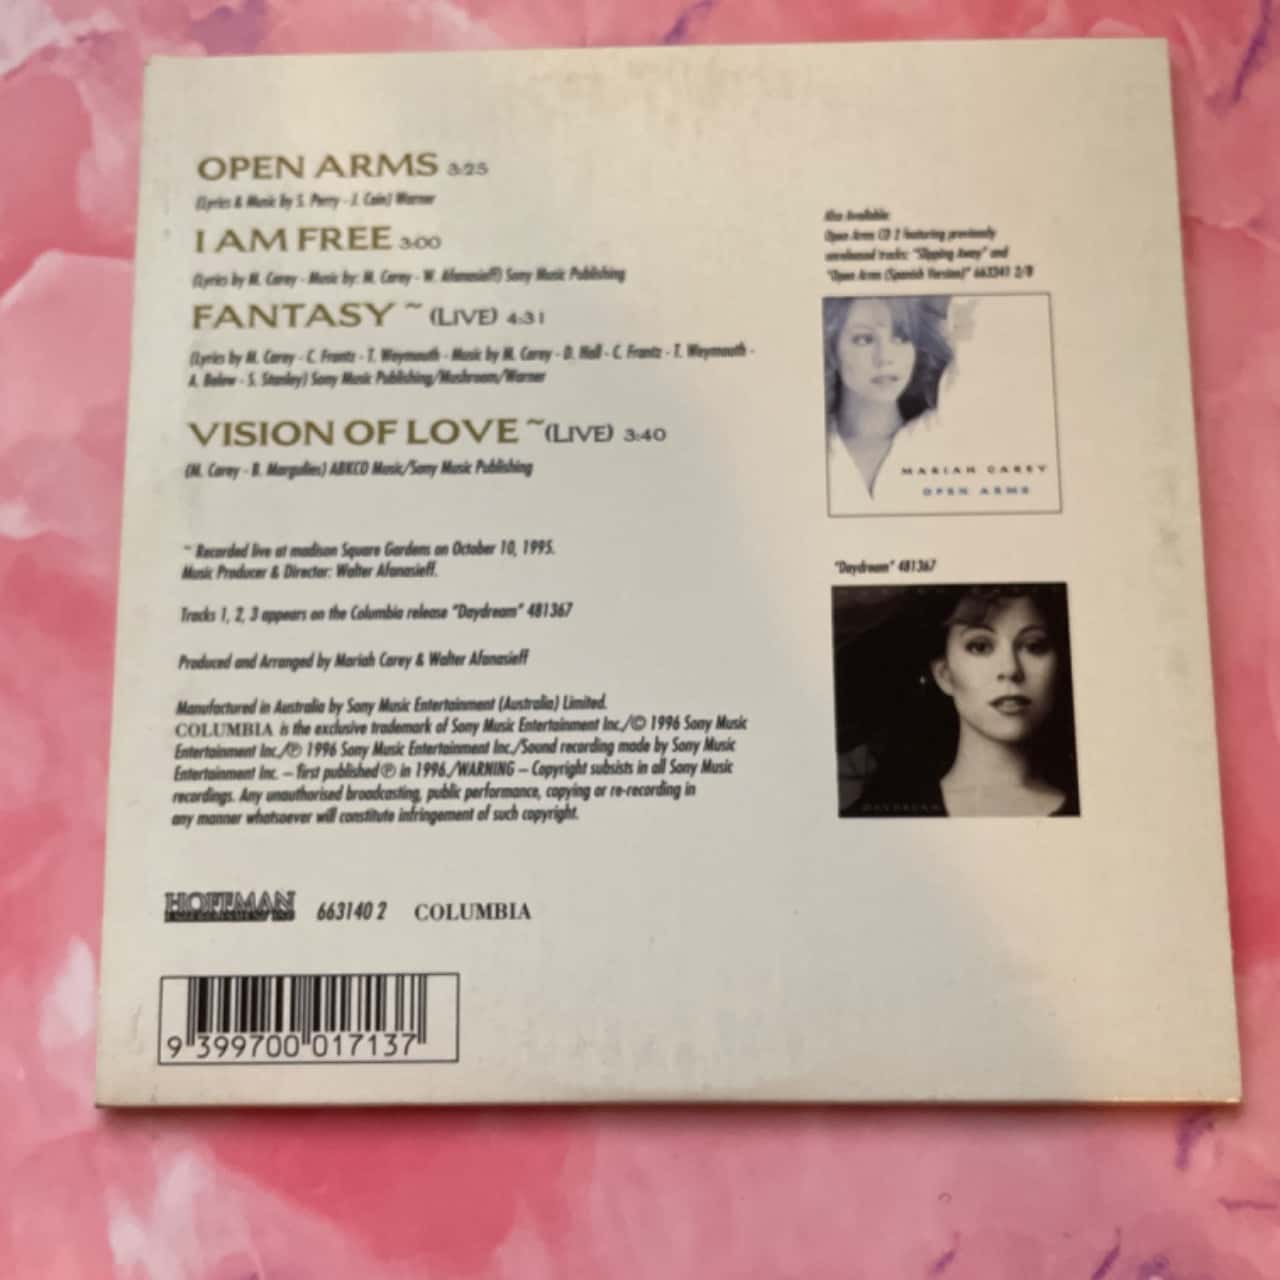 OPEN ARMS 3:25
(Lyrics & Music by S. Perry - J. Cain) Warner
I AM FREE 3:00
(Lyrics by M. Carey - Music by: M. Carey - W. Afanasieff) Sony Music Publishing
FANTASY ~ (LIVE) 4:31
(Lyrics by M. Carey - C. Frantz - T. Weymouth - Music by M. Carey - D. Hall - C. Frantz - T. Weymouth -
A. Belew - S. Stanley) Sony Music Publishing/Mushroom/Warner
VISION OF LOVE ~(LIVE) 3:40
(M. Carey - B. Margulies) ABKCO Music/Sony Music Publishing
~ Recorded live at madison Square Gardens on October 10, 1995.
Music Producer & Director: Walter Afanasieff.
Tracks 1, 2, 3 appears on the Columbia release "Daydream" 481367
Produced and Arranged by Mariah Carey & Walter Afanasieff
Manufactured in Australia by Sony Music Entertainment (Australia) Limited.
COLUMBIA is the exclusive trademark of Sony Music Entertainment Inc./© 1996 Sony Music
Entertainment Inc./℗ 1996 Sony Music Entertainment Inc./Sound recording made by Sony Music
Entertainment Inc. – first published ℗ in 1996./WARNING – Copyright subsists in all Sony Music
recordings. Any unauthorised broadcasting, public performance, copying or re-recording in
any manner whatsoever will constitute infringement of such copyright.
HOFFMAN
ENTERTAINMENT INC
663140 2 COLUMBIA
9 399700 017137
Also Available:
Open Arms CD 2 featuring previously
unreleased tracks: "Slipping Away" and
"Open Arms (Spanish Version)" 663341 2/8
MARIAH CAREY
OPEN ARMS
"Daydream" 481367
DAYDREAM